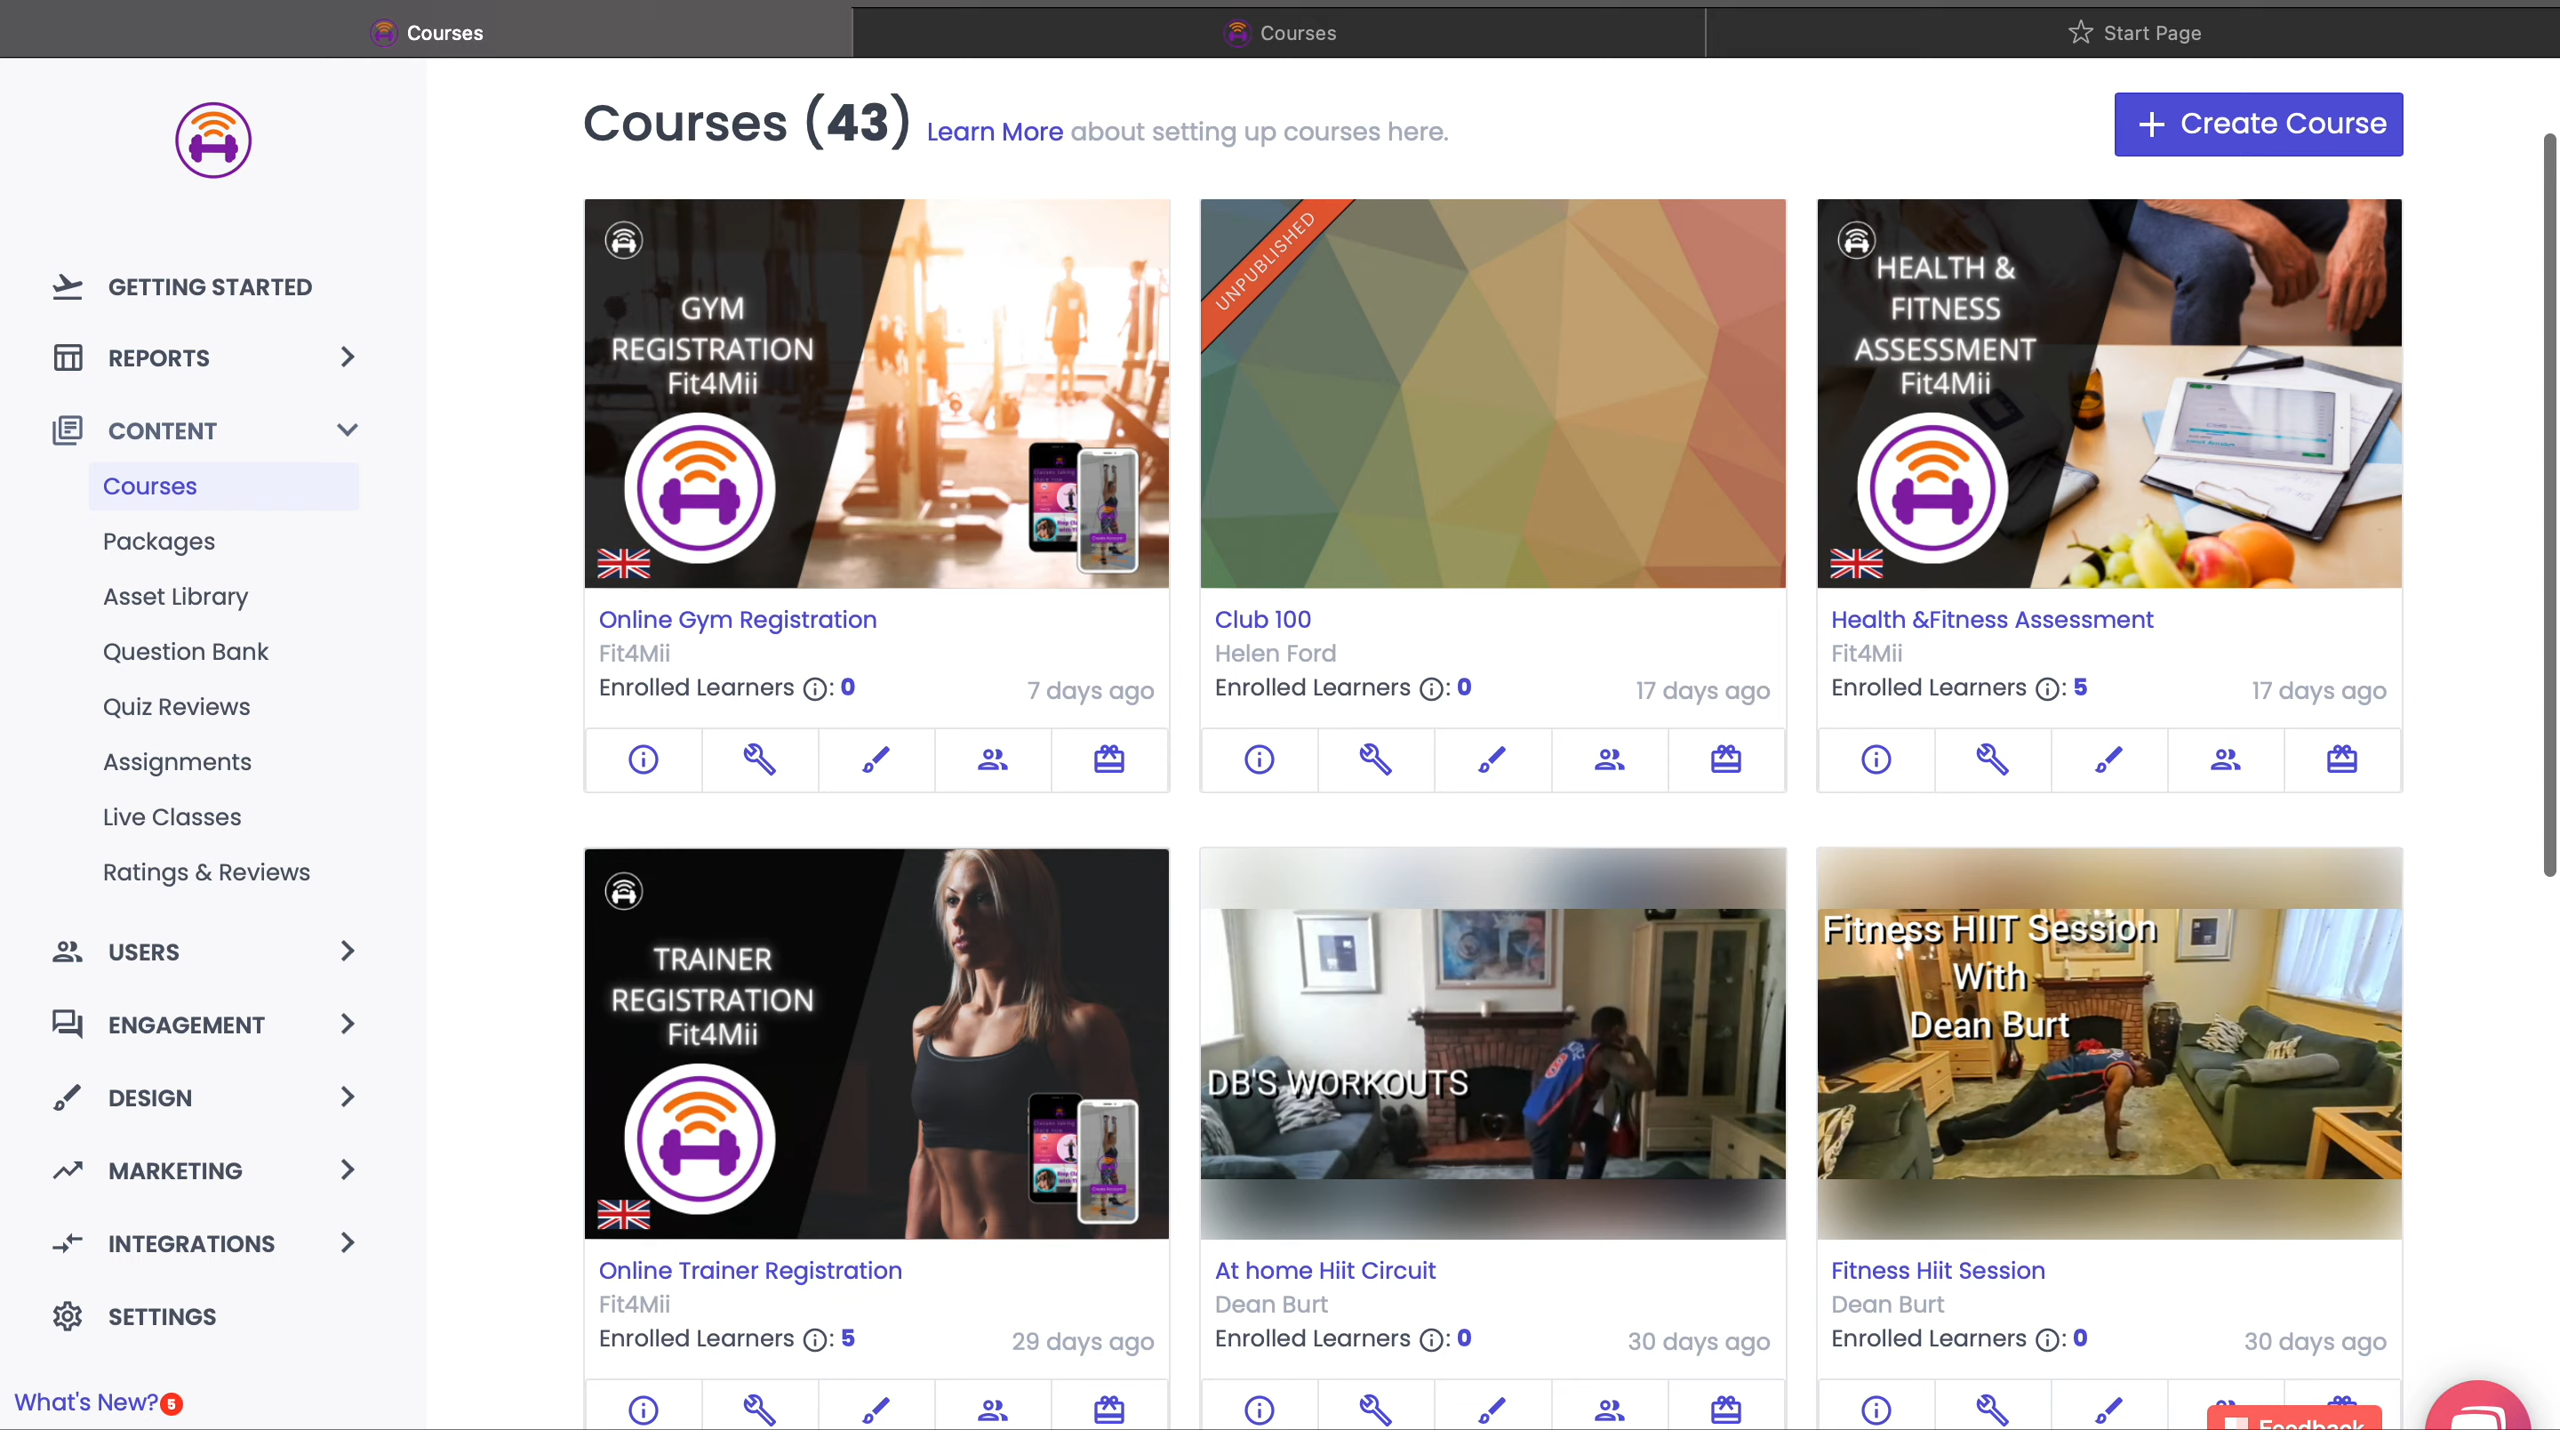 Courses
Courses
Start Page
Courses (43) Learn More about setting up courses here.
+ Create Course
GETTING STARTED
REPORTS
CONTENT
Courses
Packages
Asset Library
Question Bank
Quiz Reviews
Assignments
Live Classes
Ratings & Reviews
USERS
ENGAGEMENT
DESIGN
MARKETING
INTEGRATIONS
SETTINGS
What's New? 5
GYM
REGISTRATION
Fit4Mii
Online Gym Registration
Fit4Mii
Enrolled Learners : 0
7 days ago
UNPUBLISHED
Club 100
Helen Ford
Enrolled Learners : 0
17 days ago
HEALTH &
FITNESS
ASSESSMENT
Fit4Mii
Health &Fitness Assessment
Fit4Mii
Enrolled Learners : 5
17 days ago
TRAINER
REGISTRATION
Fit4Mii
Online Trainer Registration
Fit4Mii
Enrolled Learners : 5
29 days ago
DB'S WORKOUTS
At home Hiit Circuit
Dean Burt
Enrolled Learners : 0
30 days ago
Fitness HIIT Session
With
Dean Burt
Fitness Hiit Session
Dean Burt
Enrolled Learners : 0
30 days ago
Feedback